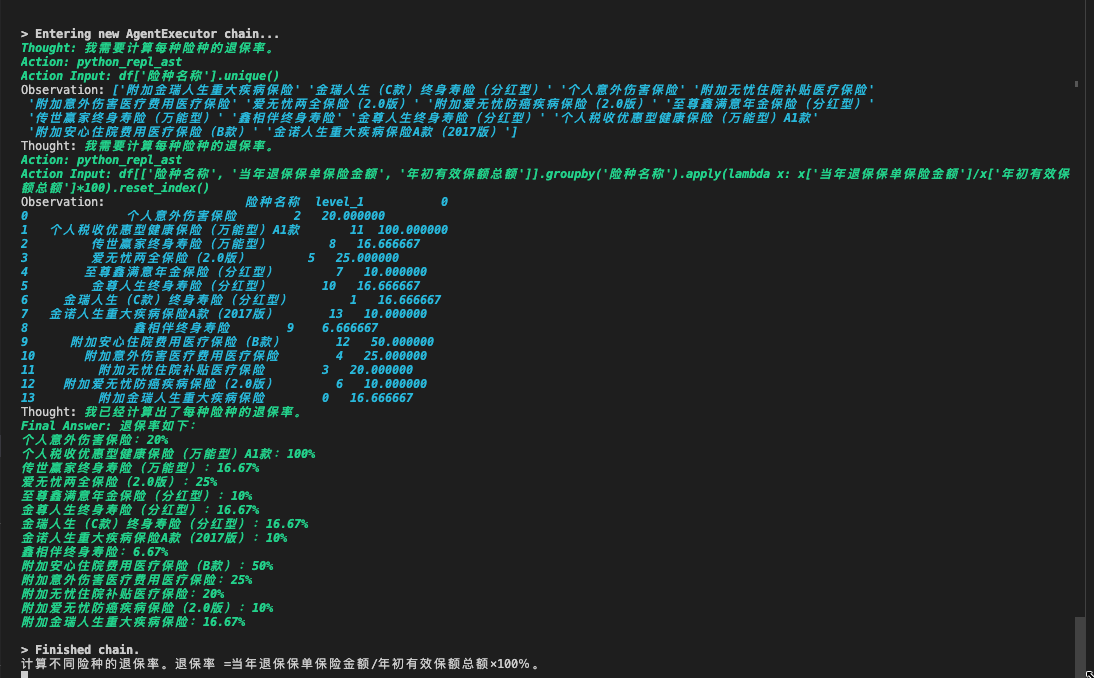 > Entering new AgentExecutor chain...
Thought: 我需要计算每种险种的退保率。
Action: python_repl_ast
Action Input: df['险种名称'].unique()
Observation: ['附加金瑞人生重大疾病保险' '金瑞人生（C款）终身寿险（分红型）' '个人意外伤害保险' '附加无忧住院补贴医疗保险'
'附加意外伤害医疗费用医疗保险' '爱无忧两全保险（2.0版）' '附加爱无忧防癌疾病保险（2.0版）' '至尊鑫满意年金保险（分红型）'
'传世赢家终身寿险（万能型）' '鑫相伴终身寿险' '金尊人生终身寿险（分红型）' '个人税收优惠型健康保险（万能型）A1款'
'附加安心住院费用医疗保险（B款）' '金诺人生重大疾病保险A款（2017版）']
Thought: 我需要计算每种险种的退保率。
Action: python_repl_ast
Action Input: df[['险种名称', '当年退保保单保险金额', '年初有效保额总额']].groupby('险种名称').apply(lambda x: x['当年退保保单保险金额']/x['年初有效保
额总额']*100).reset_index()
Observation: 险种名称 level_1 0
0 个人意外伤害保险 2 20.000000
1 个人税收优惠型健康保险（万能型）A1款 11 100.000000
2 传世赢家终身寿险（万能型） 8 16.666667
3 爱无忧两全保险（2.0版） 5 25.000000
4 至尊鑫满意年金保险（分红型） 7 10.000000
5 金尊人生终身寿险（分红型） 10 16.666667
6 金瑞人生（C款）终身寿险（分红型） 1 16.666667
7 金诺人生重大疾病保险A款（2017版） 13 10.000000
8 鑫相伴终身寿险 9 6.666667
9 附加安心住院费用医疗保险（B款） 12 50.000000
10 附加意外伤害医疗费用医疗保险 4 25.000000
11 附加无忧住院补贴医疗保险 3 20.000000
12 附加爱无忧防癌疾病保险（2.0版） 6 10.000000
13 附加金瑞人生重大疾病保险 0 16.666667
Thought: 我已经计算出了每种险种的退保率。
Final Answer: 退保率如下：
个人意外伤害保险：20%
个人税收优惠型健康保险（万能型）A1款：100%
传世赢家终身寿险（万能型）：16.67%
爱无忧两全保险（2.0版）：25%
至尊鑫满意年金保险（分红型）：10%
金尊人生终身寿险（分红型）：16.67%
金瑞人生（C款）终身寿险（分红型）：16.67%
金诺人生重大疾病保险A款（2017版）：10%
鑫相伴终身寿险：6.67%
附加安心住院费用医疗保险（B款）：50%
附加意外伤害医疗费用医疗保险：25%
附加无忧住院补贴医疗保险：20%
附加爱无忧防癌疾病保险（2.0版）：10%
附加金瑞人生重大疾病保险：16.67%
> Finished chain.
计算不同险种的退保率。退保率 =当年退保保单保险金额/年初有效保额总额×100%。